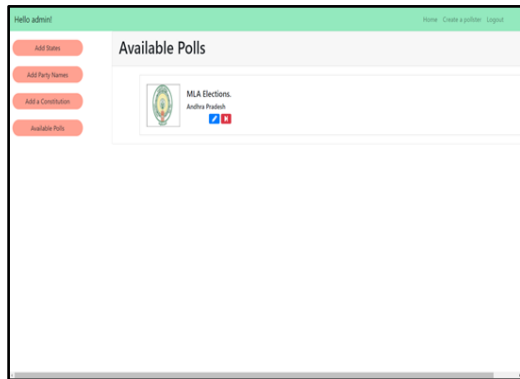 Hello admin!
Home Create a pollster Logout
Add States
Add Party Names
Add a Constitution
Available Polls
Available Polls
MLA Elections.
Andhra Pradesh